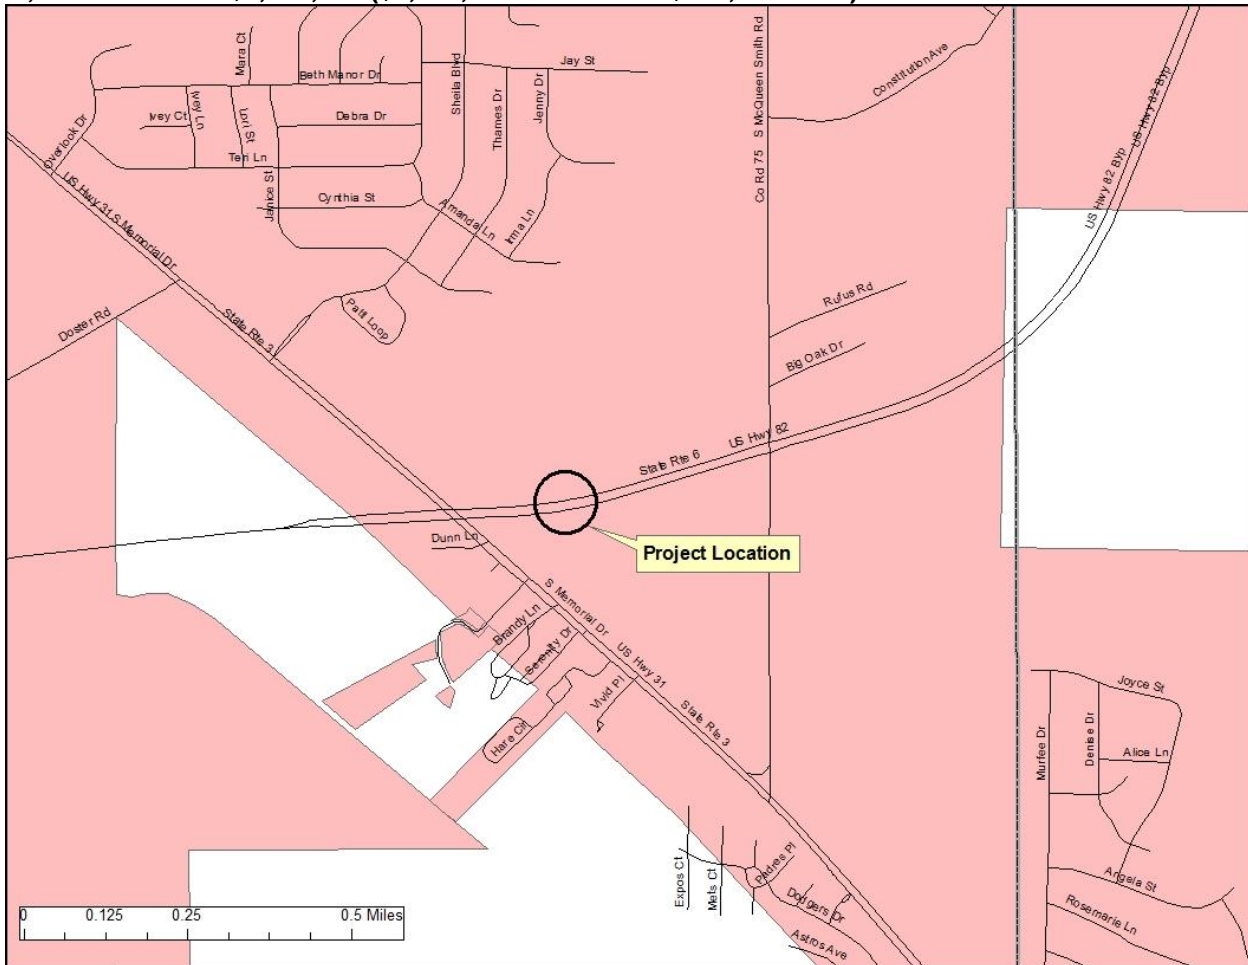 Mara Ct
Beth Manor Dr
Sheila Blvd
Jay St
Co Rd 75 S McQueen Smith Rd
Constitution Ave
US Hwy 82 Byp
US Hwy 82 Byp
Overlook Dr
Ivey Ct
Ivey Ln
Lori St
Debra Dr
Thames Dr
Jenny Dr
Teri Ln
Janice St
Cynthia St
Amanda Ln
Irma Ln
US Hwy 31 S Memorial Dr
State Rte 3
Doster Rd
Patt Loop
Rufus Rd
Big Oak Dr
State Rte 6
US Hwy 82
Dunn Ln
Project Location
S Memorial Dr
US Hwy 31
State Rte 3
Brandy Ln
Serenity Dr
Vivid Pl
Hare Cir
Joyce St
Murfee Dr
Denise Dr
Alice Ln
Angela St
Rosemarie Ln
Expos Ct
Mets Ct
Padres Pl
Dodgers Dr
Astros Ave
0 0.125 0.25 0.5 Miles